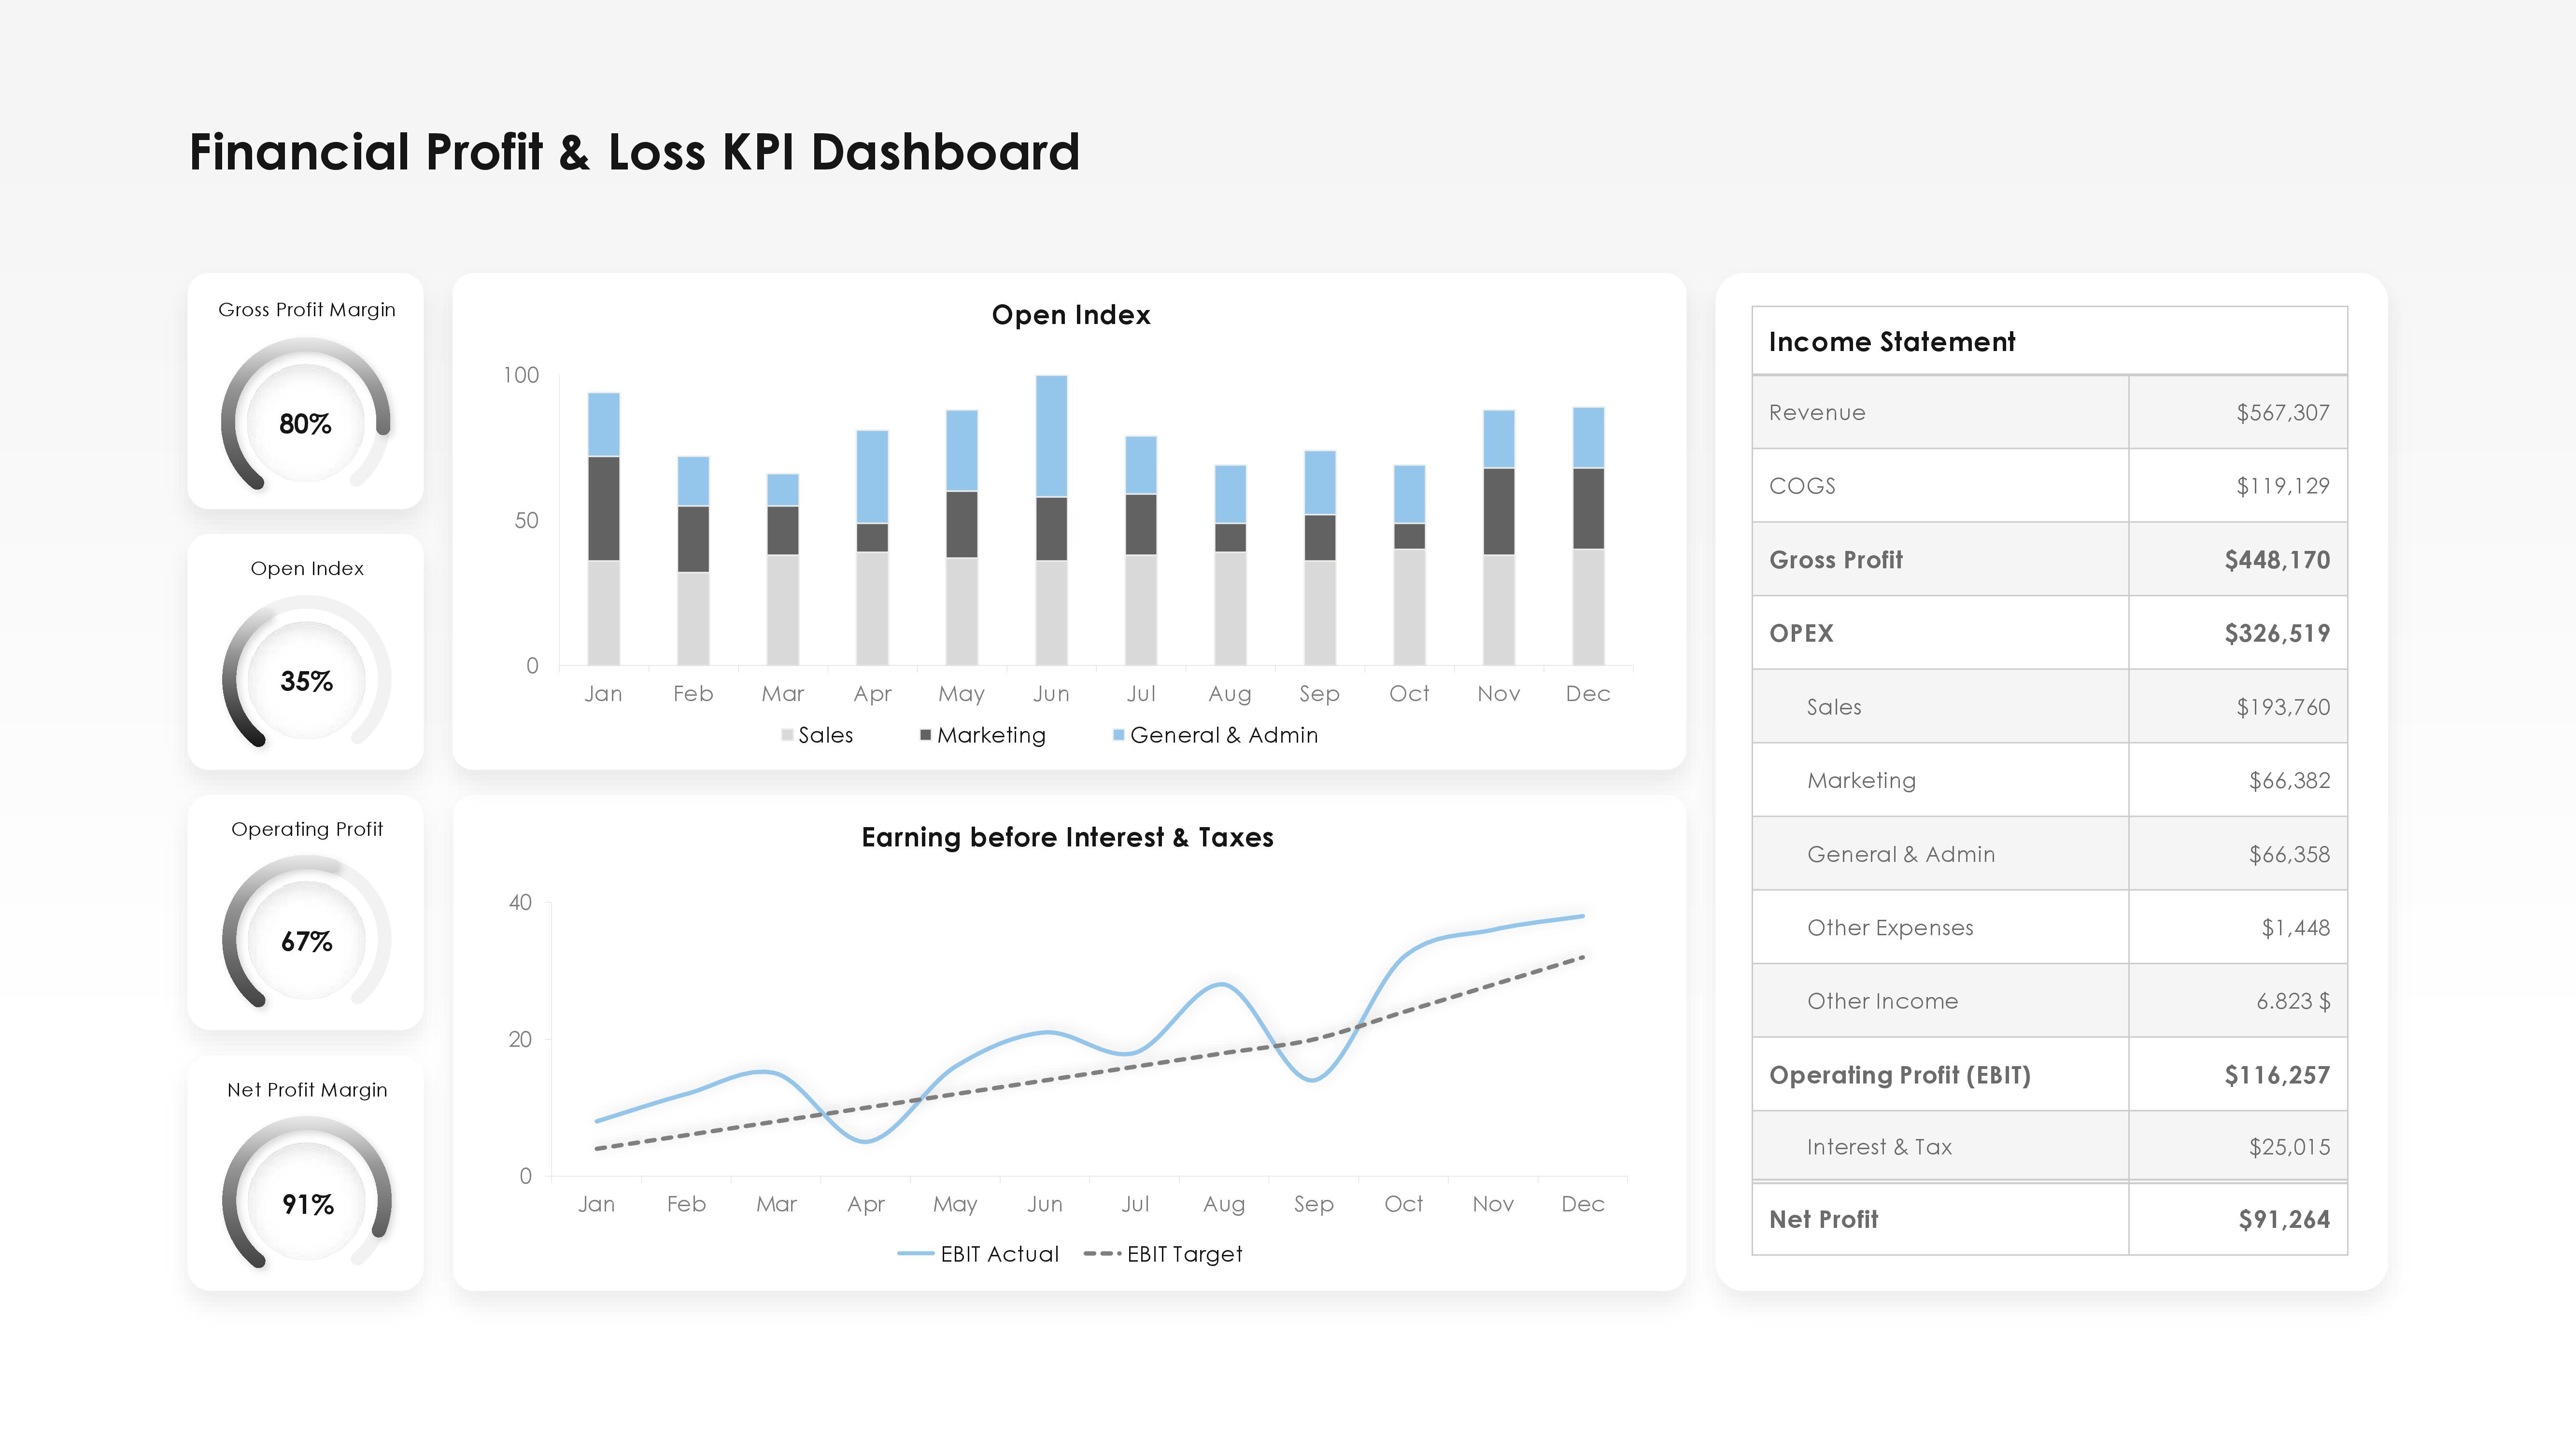 Financial Profit & Loss KPI Dashboard
Gross Profit Margin
80%
Open Index
35%
Operating Profit
67%
Net Profit Margin
91%
Open Index
100
50
0
Jan Feb Mar Apr May Jun Jul Aug Sep Oct Nov Dec
Sales Marketing General & Admin
Earning before Interest & Taxes
40
20
0
Jan Feb Mar Apr May Jun Jul Aug Sep Oct Nov Dec
EBIT Actual EBIT Target
Income Statement
Revenue $567,307
COGS $119,129
Gross Profit $448,170
OPEX $326,519
Sales $193,760
Marketing $66,382
General & Admin $66,358
Other Expenses $1,448
Other Income 6.823 $
Operating Profit (EBIT) $116,257
Interest & Tax $25,015
Net Profit $91,264